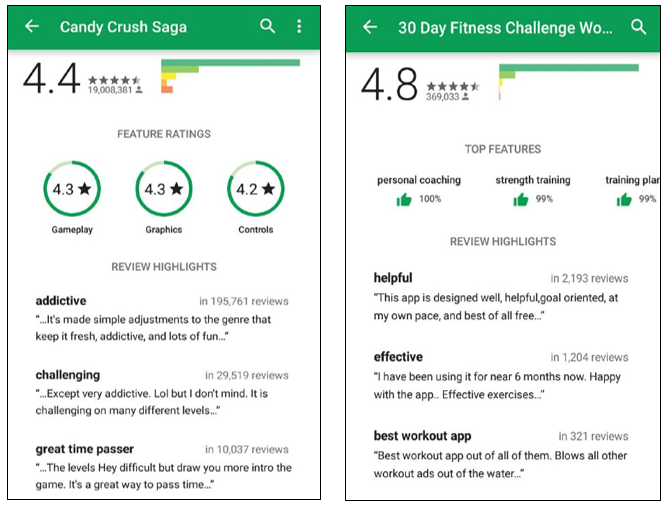 Candy Crush Saga
4.4
19,008,381
FEATURE RATINGS
4.3 ★ 4.3 ★ 4.2 ★
Gameplay Graphics Controls
REVIEW HIGHLIGHTS
addictive in 195,761 reviews
“...It's made simple adjustments to the genre that
keep it fresh, addictive, and lots of fun...”
challenging in 29,519 reviews
“...Except very addictive. Lol but I don't mind. It is
challenging on many different levels...”
great time passer in 10,037 reviews
“...The levels Hey difficult but draw you more intro the
game. It's a great way to pass time...”
30 Day Fitness Challenge Wo...
4.8
369,033
TOP FEATURES
personal coaching strength training training plan
100% 99% 99%
REVIEW HIGHLIGHTS
helpful in 2,193 reviews
“This app is designed well, helpful,goal oriented, at
my own pace, and best of all free...”
effective in 1,204 reviews
“I have been using it for near 6 months now. Happy
with the app.. Effective exercises...”
best workout app in 321 reviews
“Best workout app out of all of them. Blows all other
workout ads out of the water...”